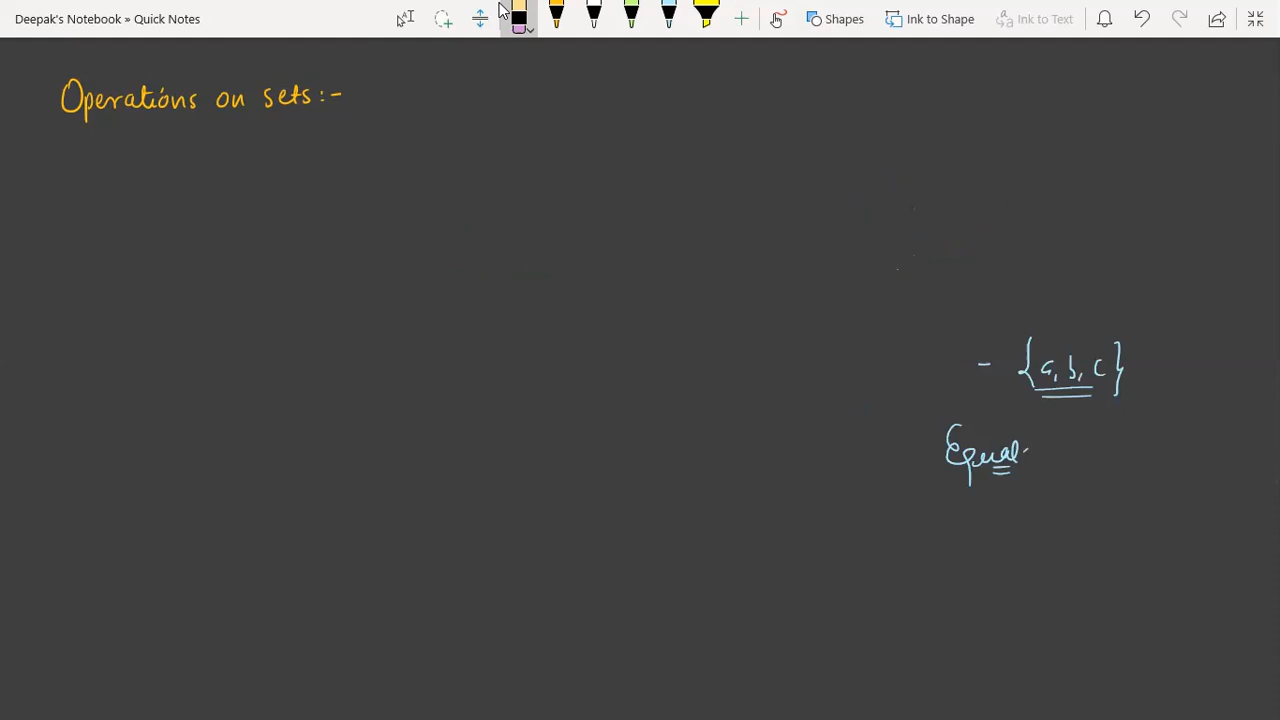 Deepak's Notebook » Quick Notes
Shapes
Ink to Shape
Ink to Text
Operations on sets:-
- {a, b, c}
Equal.